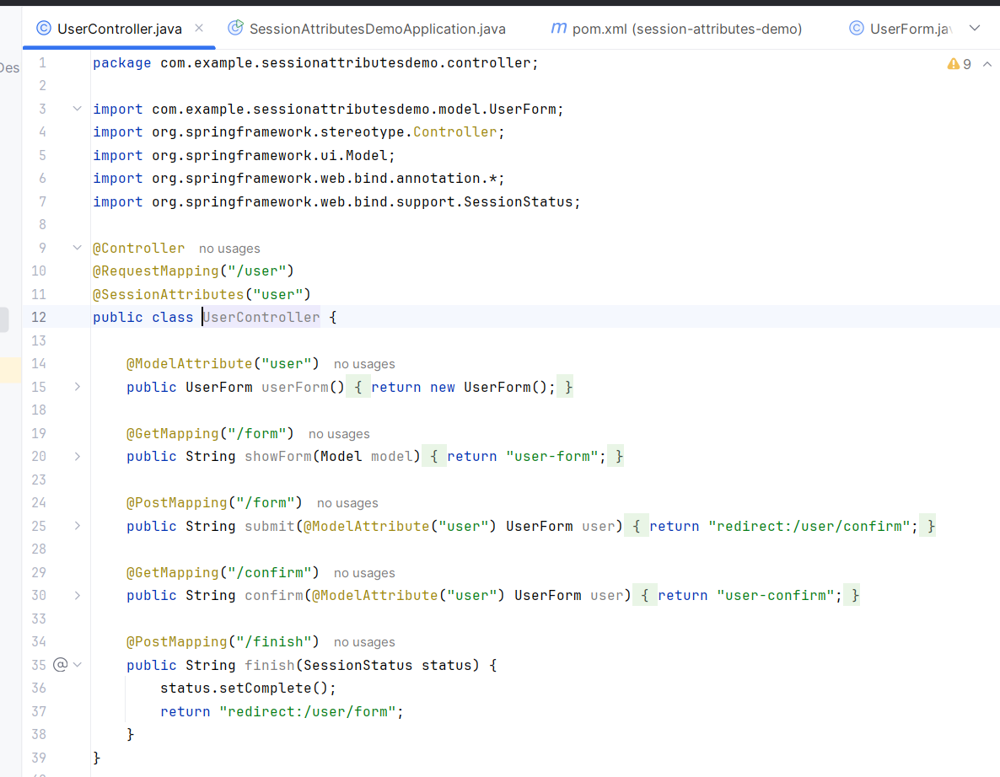 UserController.java SessionAttributesDemoApplication.java pom.xml (session-attributes-demo) UserForm.jav
Des
9
1 package com.example.sessionattributesdemo.controller;
2
3 import com.example.sessionattributesdemo.model.UserForm;
4 import org.springframework.stereotype.Controller;
5 import org.springframework.ui.Model;
6 import org.springframework.web.bind.annotation.*;
7 import org.springframework.web.bind.support.SessionStatus;
8
9 @Controller no usages
10 @RequestMapping("/user")
11 @SessionAttributes("user")
12 public class UserController {
13
14 @ModelAttribute("user") no usages
15 public UserForm userForm() { return new UserForm(); }
18
19 @GetMapping("/form") no usages
20 public String showForm(Model model) { return "user-form"; }
23
24 @PostMapping("/form") no usages
25 public String submit(@ModelAttribute("user") UserForm user) { return "redirect:/user/confirm"; }
28
29 @GetMapping("/confirm") no usages
30 public String confirm(@ModelAttribute("user") UserForm user) { return "user-confirm"; }
33
34 @PostMapping("/finish") no usages
35 public String finish(SessionStatus status) {
36 status.setComplete();
37 return "redirect:/user/form";
38 }
39 }